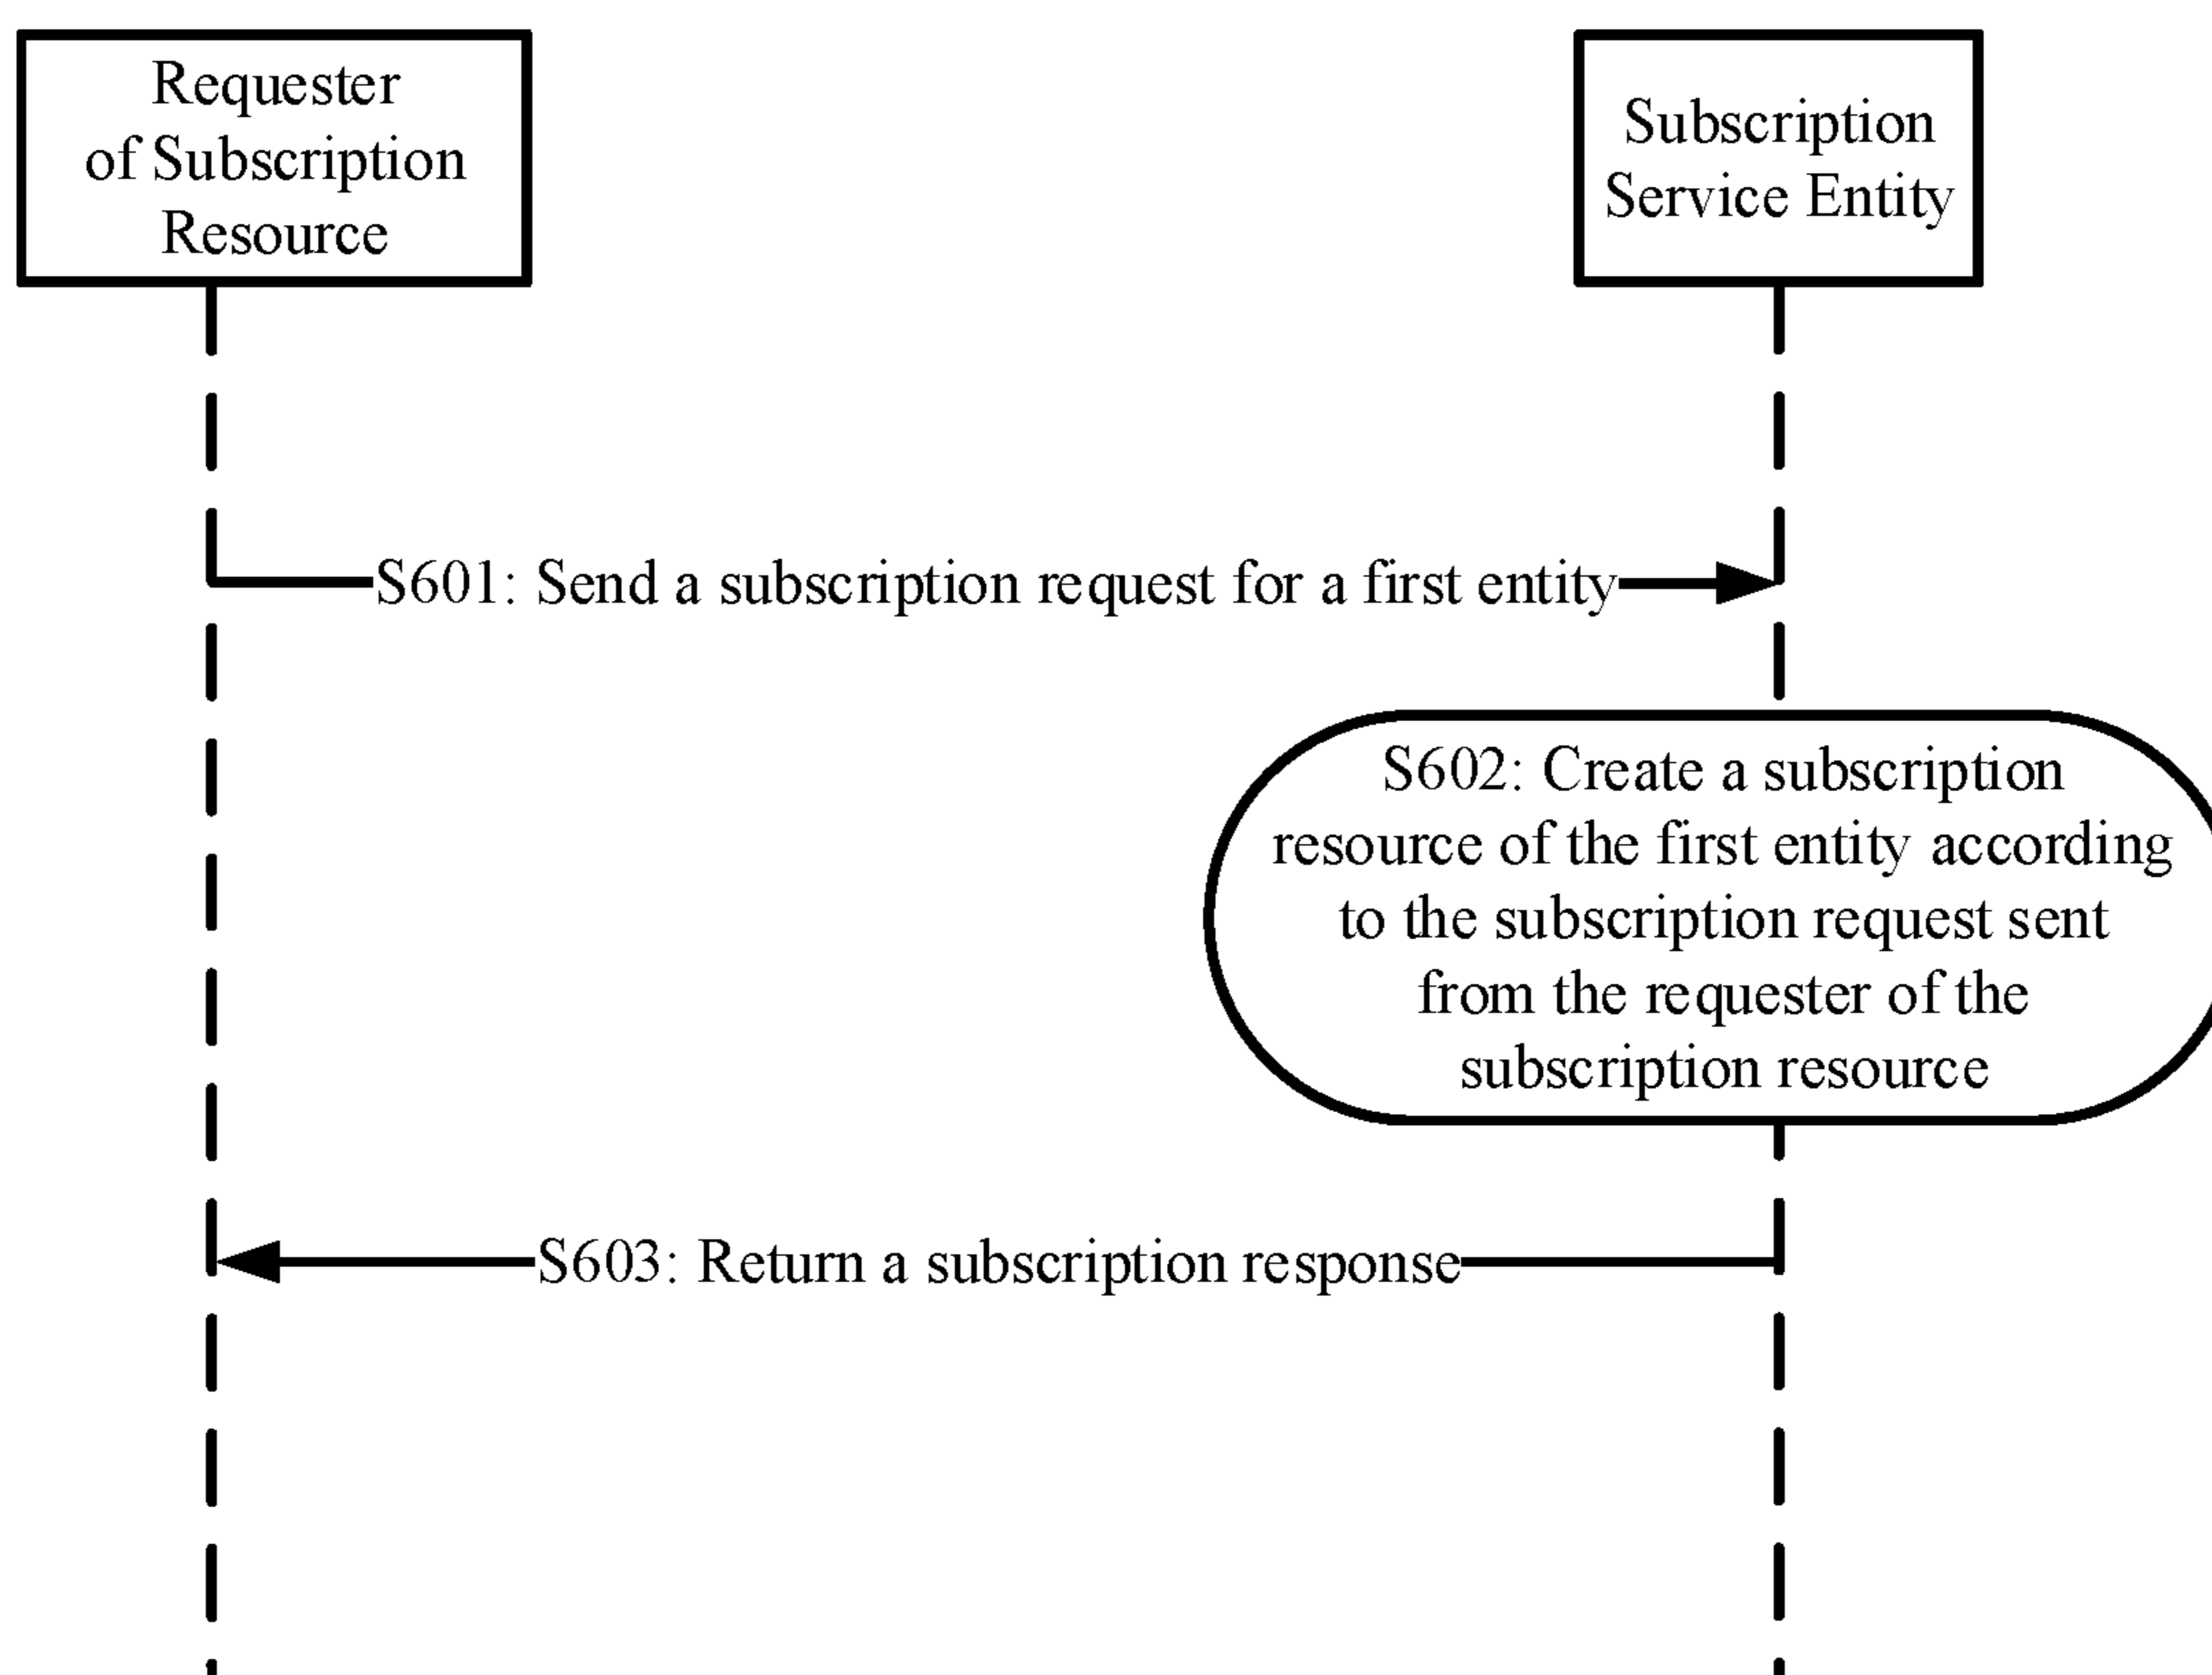 Requester
of Subscription
Resource
Subscription
Service Entity
S601: Send a subscription request for a first entity
S602: Create a subscription
resource of the first entity according
to the subscription request sent
from the requester of the
subscription resource
S603: Return a subscription response